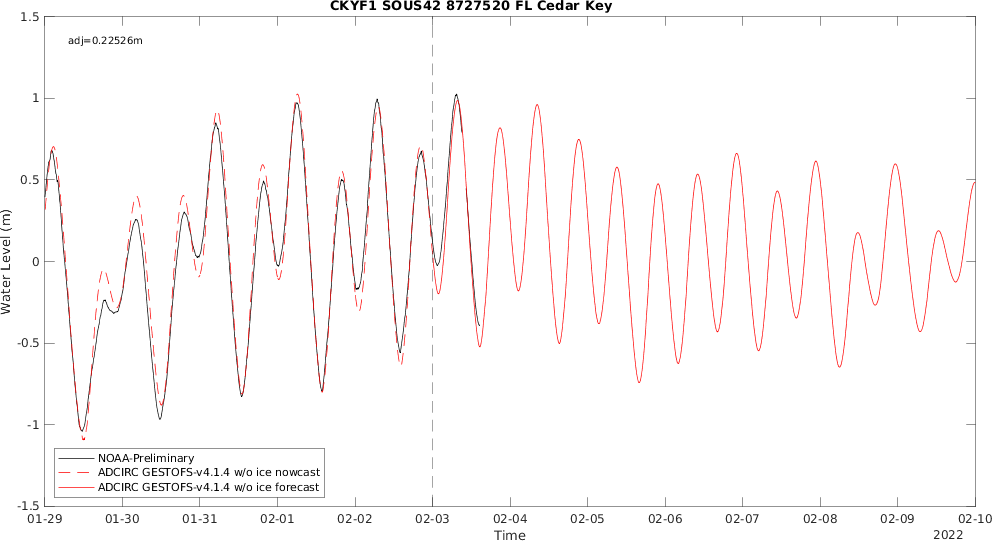 CKYF1 SOUS42 8727520 FL Cedar Key
adj=0.22526m
1.5
1
0.5
0
-0.5
-1
-1.5
Water Level (m)
NOAA-Preliminary
ADCIRC GESTOFS-v4.1.4 w/o ice nowcast
ADCIRC GESTOFS-v4.1.4 w/o ice forecast
01-29 01-30 01-31 02-01 02-02 02-03 02-04 02-05 02-06 02-07 02-08 02-09 02-10
Time
2022